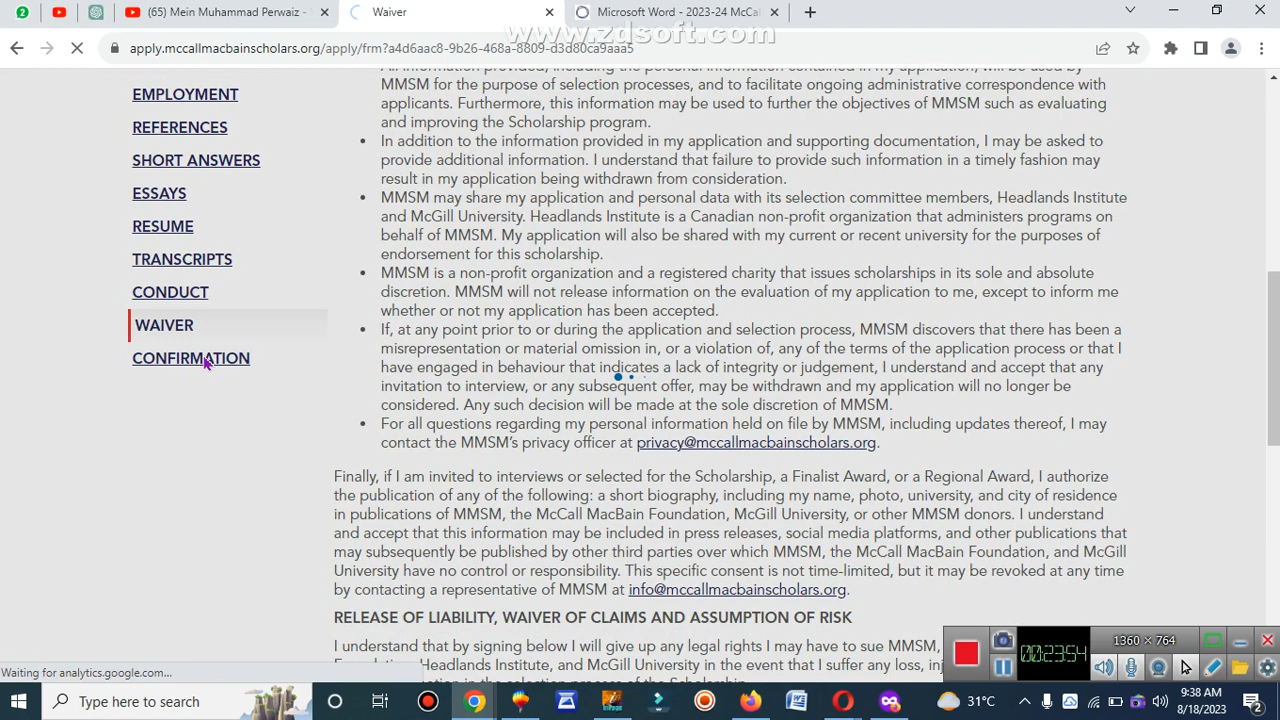 2
(65) Mein Muhammad Perwaiz -
Waiver
Microsoft Word - 2023-24 McCal
www.zdsoft.com
apply.mccallmacbainscholars.org/apply/frm?a4d6aac8-9b26-468a-8809-d3d80ca9aaa5
EMPLOYMENT
REFERENCES
SHORT ANSWERS
ESSAYS
RESUME
TRANSCRIPTS
CONDUCT
WAIVER
CONFIRMATION
All information provided, including the personal information contained in my application, will be used by
MMSM for the purpose of selection processes, and to facilitate ongoing administrative correspondence with
applicants. Furthermore, this information may be used to further the objectives of MMSM such as evaluating
and improving the Scholarship program.
• In addition to the information provided in my application and supporting documentation, I may be asked to
provide additional information. I understand that failure to provide such information in a timely fashion may
result in my application being withdrawn from consideration.
• MMSM may share my application and personal data with its selection committee members, Headlands Institute
and McGill University. Headlands Institute is a Canadian non-profit organization that administers programs on
behalf of MMSM. My application will also be shared with my current or recent university for the purposes of
endorsement for this scholarship.
• MMSM is a non-profit organization and a registered charity that issues scholarships in its sole and absolute
discretion. MMSM will not release information on the evaluation of my application to me, except to inform me
whether or not my application has been accepted.
• If, at any point prior to or during the application and selection process, MMSM discovers that there has been a
misrepresentation or material omission in, or a violation of, any of the terms of the application process or that I
have engaged in behaviour that indicates a lack of integrity or judgement, I understand and accept that any
invitation to interview, or any subsequent offer, may be withdrawn and my application will no longer be
considered. Any such decision will be made at the sole discretion of MMSM.
• For all questions regarding my personal information held on file by MMSM, including updates thereof, I may
contact the MMSM's privacy officer at privacy@mccallmacbainscholars.org.
Finally, if I am invited to interviews or selected for the Scholarship, a Finalist Award, or a Regional Award, I authorize
the publication of any of the following: a short biography, including my name, photo, university, and city of residence
in publications of MMSM, the McCall MacBain Foundation, McGill University, or other MMSM donors. I understand
and accept that this information may be included in press releases, social media platforms, and other publications that
may subsequently be published by other third parties over which MMSM, the McCall MacBain Foundation, and McGill
University have no control or responsibility. This specific consent is not time-limited, but it may be revoked at any time
by contacting a representative of MMSM at info@mccallmacbainscholars.org.
RELEASE OF LIABILITY, WAIVER OF CLAIMS AND ASSUMPTION OF RISK
I understand that by signing below I will give up any legal rights I may have to sue MMSM,
Headlands Institute, and McGill University in the event that I suffer any loss, inj
Waiting for analytics.google.com...
00:23:54
1360 × 764
Type here to search
31°C
9:38 AM
8/18/2023
2